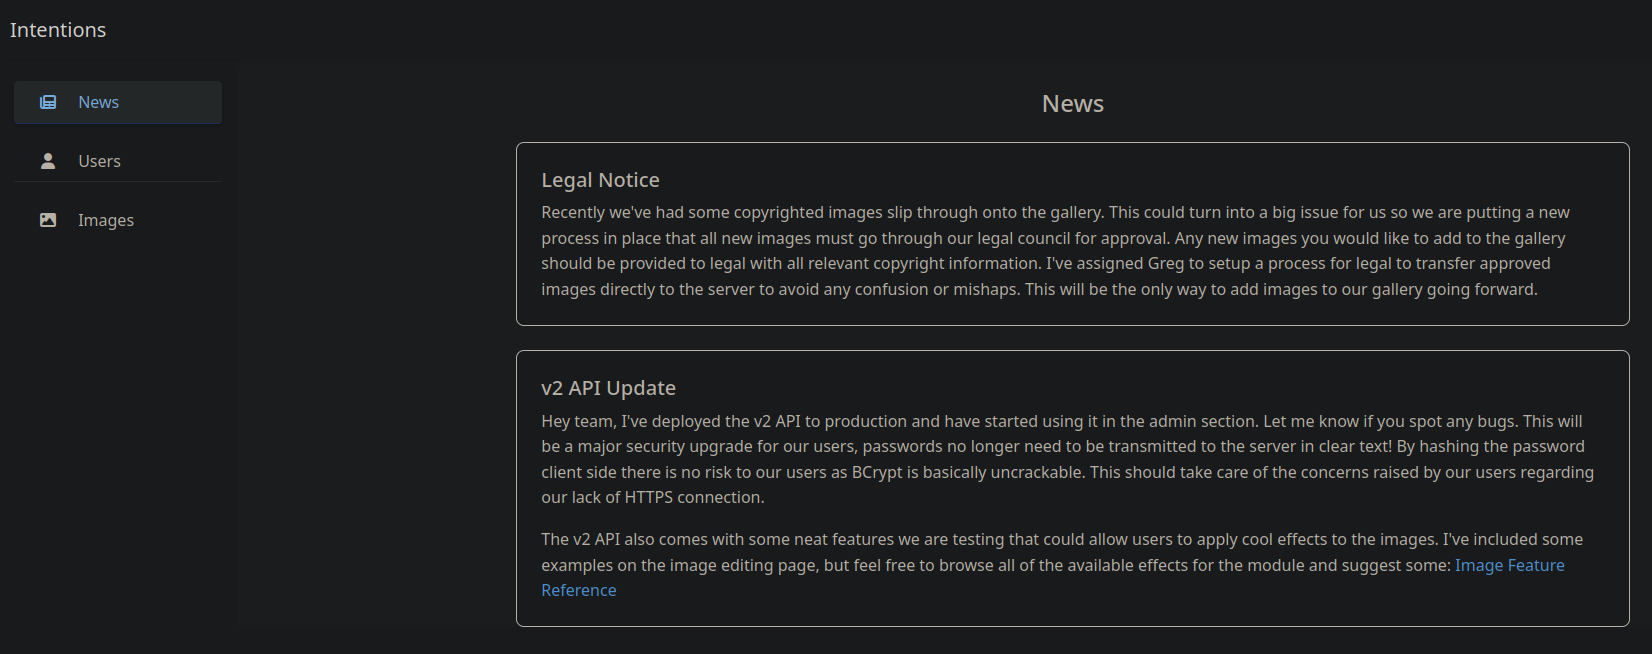 Intentions
News
Users
Images
News
Legal Notice
Recently we've had some copyrighted images slip through onto the gallery. This could turn into a big issue for us so we are putting a new
process in place that all new images must go through our legal council for approval. Any new images you would like to add to the gallery
should be provided to legal with all relevant copyright information. I've assigned Greg to setup a process for legal to transfer approved
images directly to the server to avoid any confusion or mishaps. This will be the only way to add images to our gallery going forward.
v2 API Update
Hey team, I've deployed the v2 API to production and have started using it in the admin section. Let me know if you spot any bugs. This will
be a major security upgrade for our users, passwords no longer need to be transmitted to the server in clear text! By hashing the password
client side there is no risk to our users as BCrypt is basically uncrackable. This should take care of the concerns raised by our users regarding
our lack of HTTPS connection.
The v2 API also comes with some neat features we are testing that could allow users to apply cool effects to the images. I've included some
examples on the image editing page, but feel free to browse all of the available effects for the module and suggest some: Image Feature
Reference